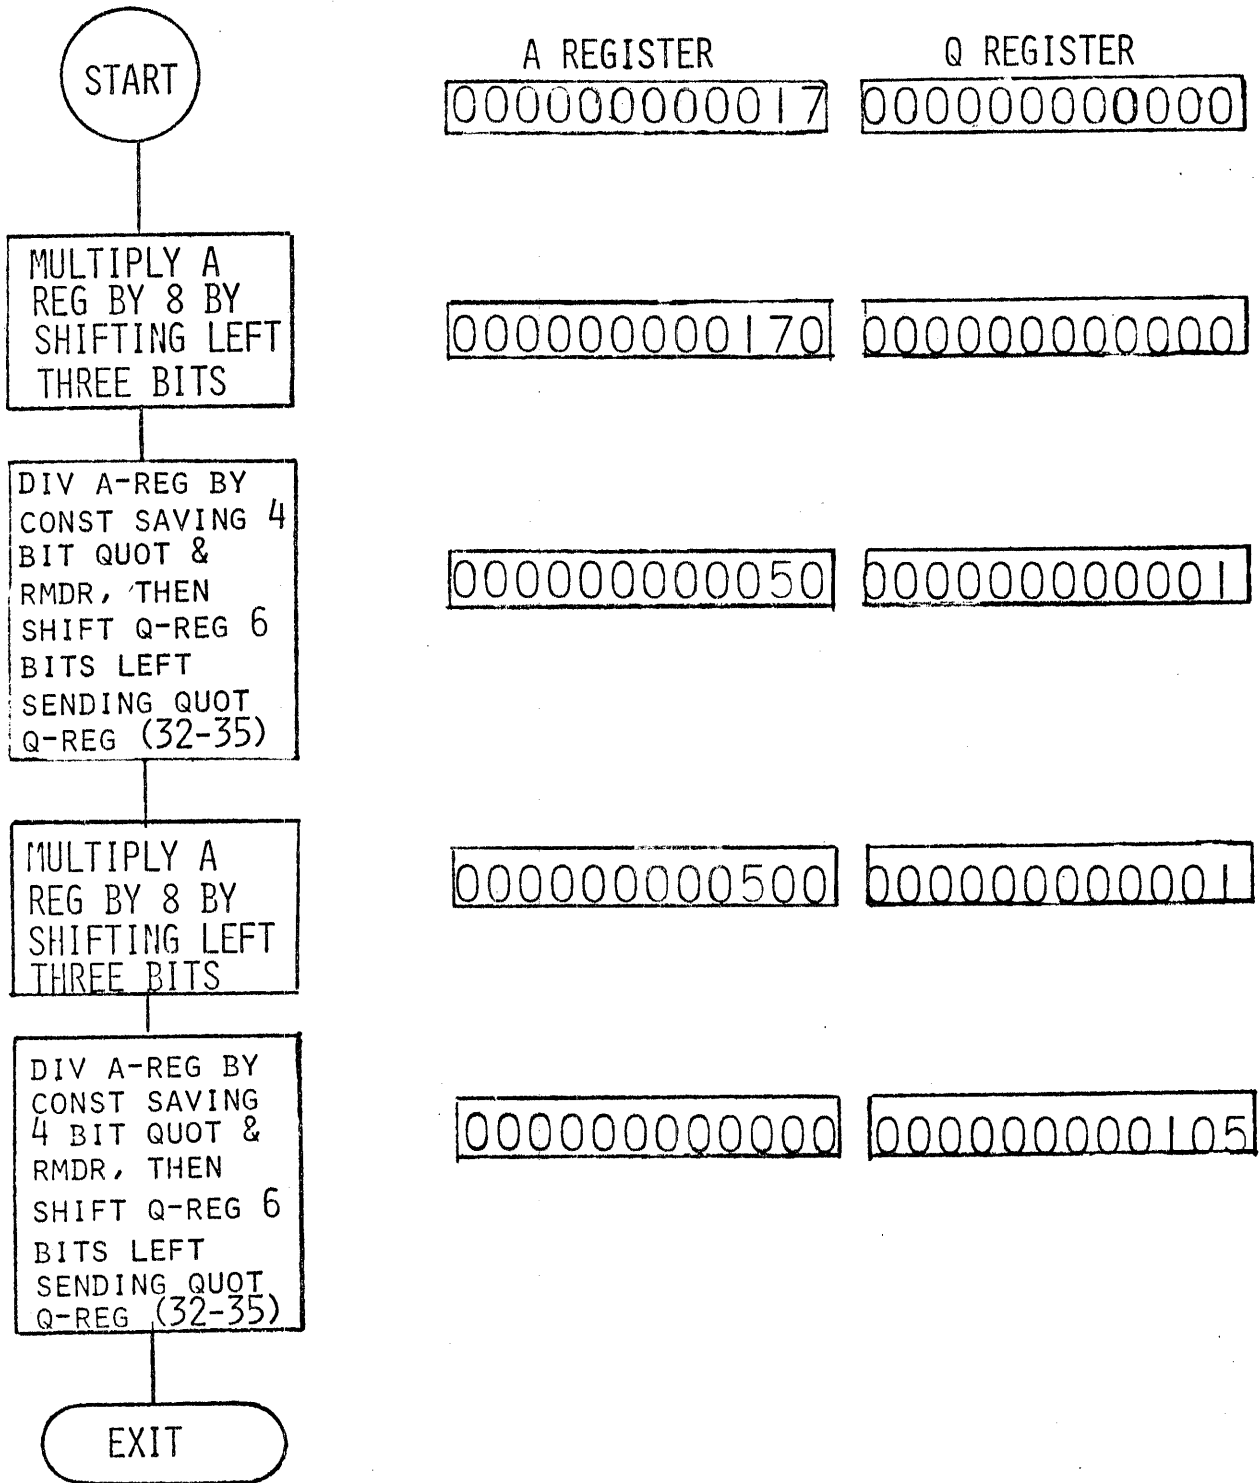 START
A REGISTER
Q REGISTER
000000000017
000000000000
MULTIPLY A
REG BY 8 BY
SHIFTING LEFT
THREE BITS
000000000170
000000000000
DIV A-REG BY
CONST SAVING 4
BIT QUOT &
RMDR, THEN
SHIFT Q-REG 6
BITS LEFT
SENDING QUOT
Q-REG (32-35)
000000000050
000000000001
MULTIPLY A
REG BY 8 BY
SHIFTING LEFT
THREE BITS
000000000500
000000000001
DIV A-REG BY
CONST SAVING
4 BIT QUOT &
RMDR, THEN
SHIFT Q-REG 6
BITS LEFT
SENDING QUOT
Q-REG (32-35)
000000000000
000000000105
EXIT